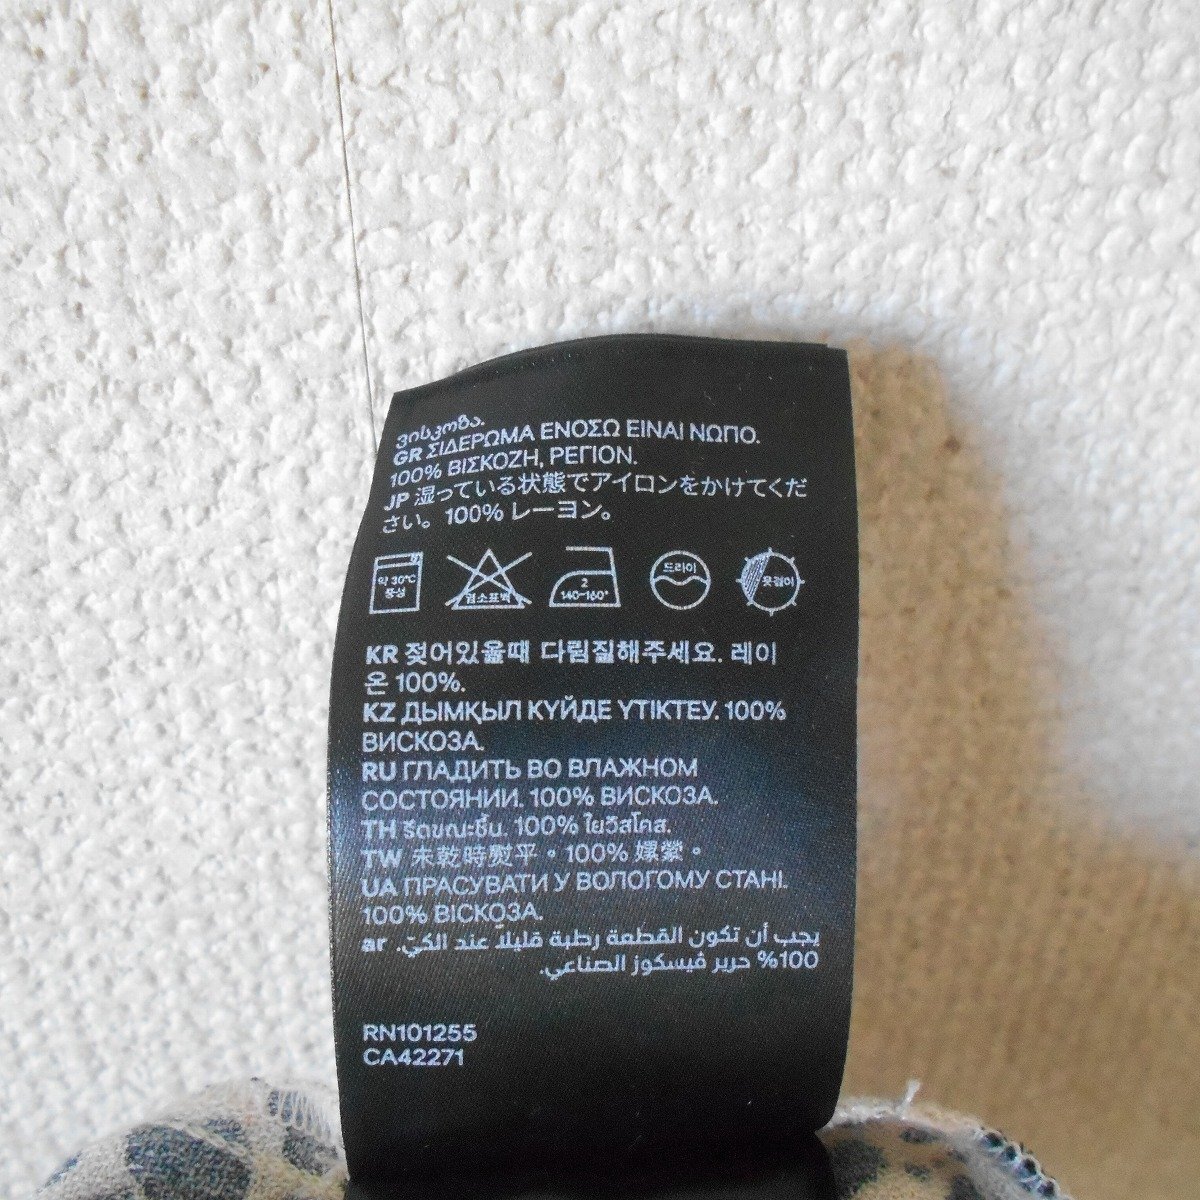 ვისკოზა.
GR ΣΙΔΕΡΩΜΑ ΕΝΟΣΩ ΕΙΝΑΙ ΝΩΠΟ.
100% ΒΙΣΚΟΖΗ, ΡΕΓΙΟΝ.
JP 湿っている状態でアイロンをかけてくだ
さい。100% レーヨン。
약 30℃
중성
염소표백
2
140~160°
드라이
옷걸이
KR 젖어있을때 다림질해주세요. 레이
온 100%.
KZ ДЫМҚЫЛ КҮЙДЕ ҮТІКТЕУ. 100%
ВИСКОЗА.
RU ГЛАДИТЬ ВО ВЛАЖНОМ
СОСТОЯНИИ. 100% ВИСКОЗА.
TH รีดขณะชื้น. 100% ใยวิสโคส.
TW 未乾時熨平。100% 嫘縈。
UA ПРАСУВАТИ У ВОЛОГОМУ СТАНІ.
100% ВІСКОЗА.
ar يجب أن تكون القطعة رطبة قليلاً عند الكيّ.
100% حرير ڤيسكوز الصناعي.
RN101255
CA42271